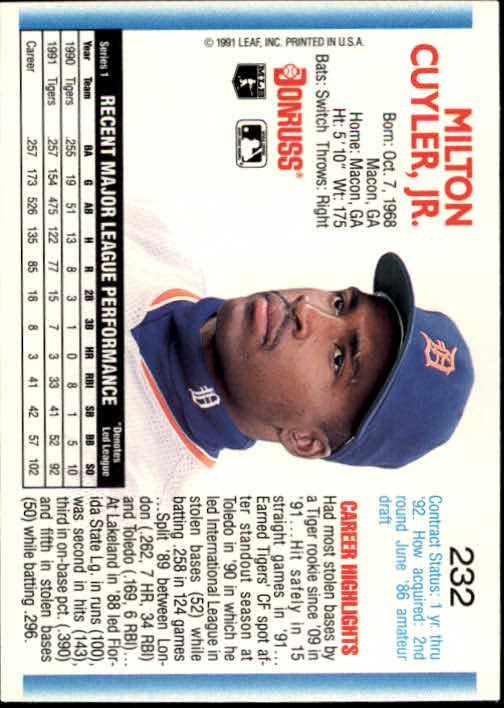 MILTON
CUYLER, JR.
Born: Oct. 7, 1968
Macon, GA
Home: Macon, GA
Ht: 5' 10" Wt: 175
Bats: Switch Throws: Right
DONRUSS®
MLB
© 1991 LEAF, INC. PRINTED IN U.S.A.
232
Contract Status: 1 yr. thru
'92. How acquired: 2nd
round June '86 amateur
draft
CAREER HIGHLIGHTS
Had most stolen bases by
a Tiger rookie since '09 in
'91...Hit safely in 15
straight games in '91...
Earned Tigers' CF spot af-
ter standout season at
Toledo in '90 in which he
led International League in
stolen bases (52) while
batting .258 in 124 games
...Split '89 between Lon-
don (.262, 7 HR, 34 RBI)
and Toledo (.169, 6 RBI)...
At Lakeland in '88 led Flor-
ida State Lg. in runs (100),
was second in hits (143),
third in on-base pct. (.390)
and fifth in stolen bases
(50) while batting .296.
Series 1 RECENT MAJOR LEAGUE PERFORMANCE *Denotes Led League
Year Team BA G AB H R 2B 3B HR RBI SB BB SO
1990 Tigers .255 19 51 13 8 3 1 0 8 1 5 10
1991 Tigers .257 154 475 122 77 15 7 3 33 41 52 92
Career .257 173 526 135 85 18 8 3 41 42 57 102